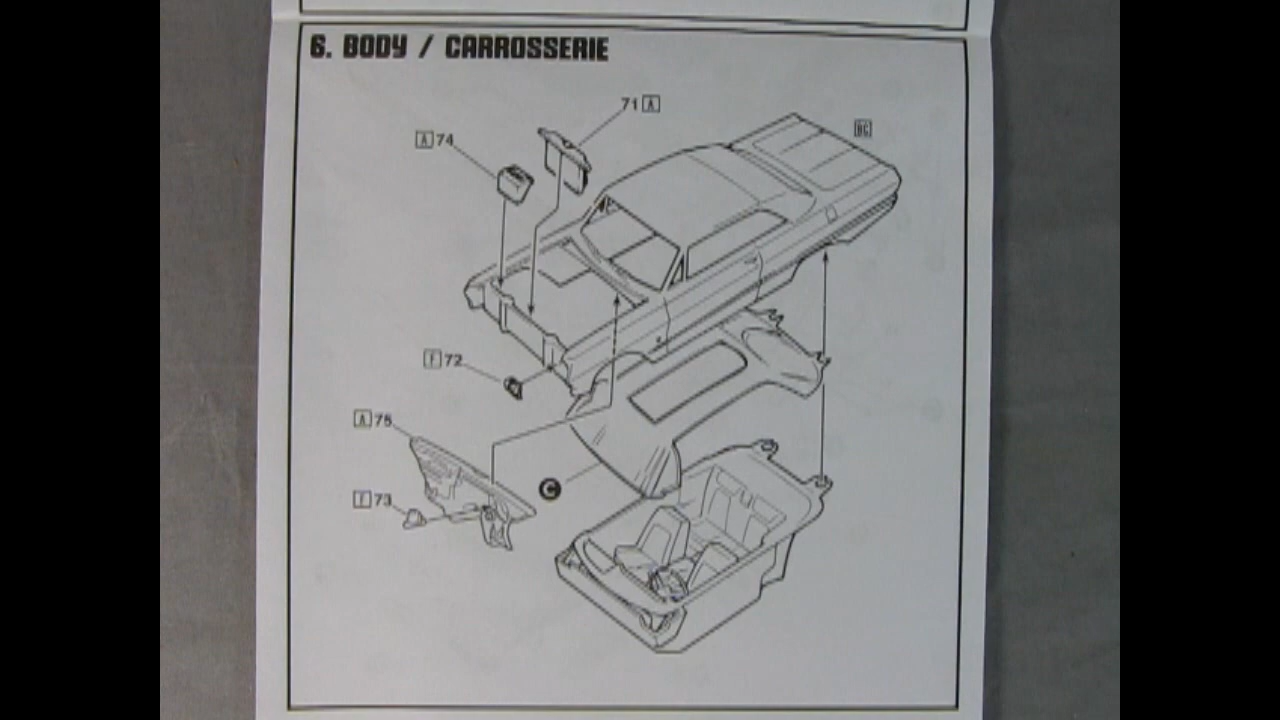 6. BODY / CARROSSERIE
71 A
A 74
BC
F 72
A 75
C
F 73